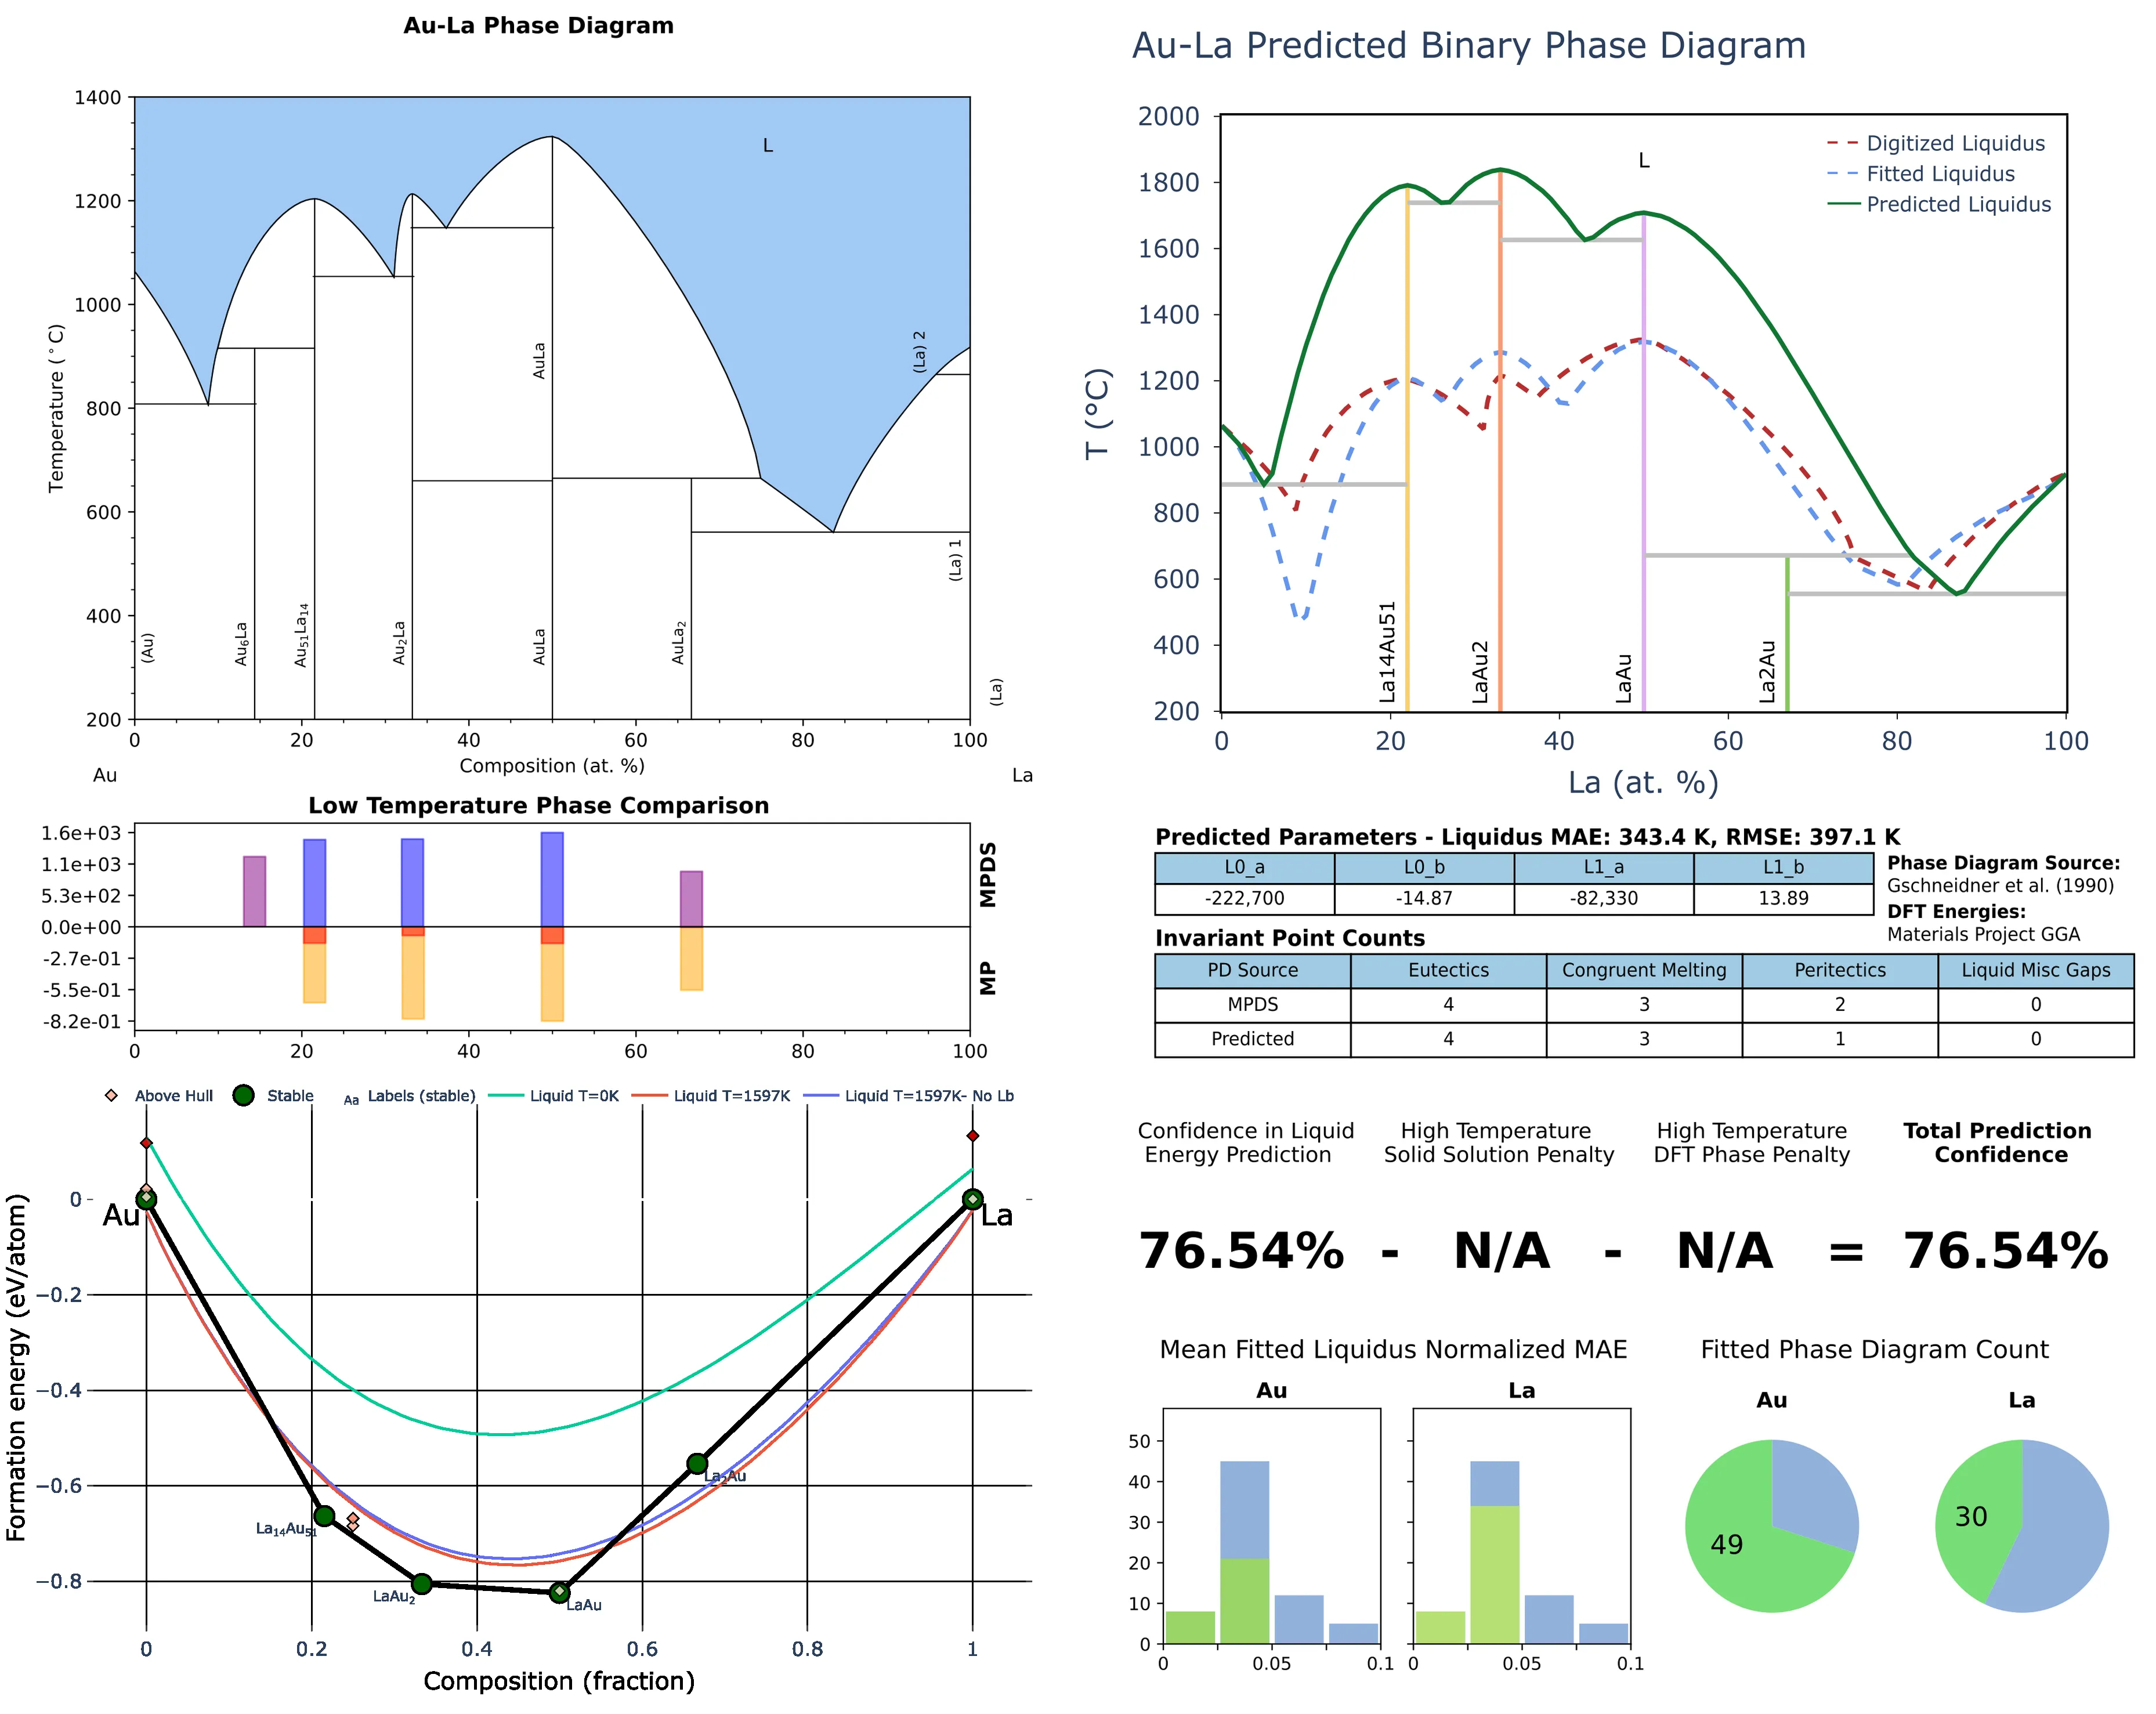 Au-La Phase Diagram
1400
1200
1000
800
600
400
200
Temperature (°C)
L
(Au)
Au6La
Au51La14
Au2La
AuLa
AuLa
AuLa2
(La) 2
(La) 1
(La)
0 20 40 60 80 100
Composition (at. %)
Au La
Low Temperature Phase Comparison
1.6e+03
1.1e+03
5.3e+02
0.0e+00
-2.7e-01
-5.5e-01
-8.2e-01
MPDS
MP
0 20 40 60 80 100
Above Hull Stable Aa Labels (stable) Liquid T=0K Liquid T=1597K Liquid T=1597K- No Lb
0
−0.2
−0.4
−0.6
−0.8
Formation energy (eV/atom)
Au
La
La14Au51
LaAu2
LaAu
La2Au
0 0.2 0.4 0.6 0.8 1
Composition (fraction)
Au-La Predicted Binary Phase Diagram
2000
1800
1600
1400
1200
1000
800
600
400
200
T (°C)
L
Digitized Liquidus
Fitted Liquidus
Predicted Liquidus
La14Au51
LaAu2
LaAu
La2Au
0 20 40 60 80 100
La (at. %)
Predicted Parameters - Liquidus MAE: 343.4 K, RMSE: 397.1 K
L0_a L0_b L1_a L1_b
-222,700 -14.87 -82,330 13.89
Phase Diagram Source:
Gschneidner et al. (1990)
DFT Energies:
Materials Project GGA
Invariant Point Counts
PD Source Eutectics Congruent Melting Peritectics Liquid Misc Gaps
MPDS 4 3 2 0
Predicted 4 3 1 0
Confidence in Liquid
Energy Prediction
High Temperature
Solid Solution Penalty
High Temperature
DFT Phase Penalty
Total Prediction
Confidence
76.54% - N/A - N/A = 76.54%
Mean Fitted Liquidus Normalized MAE
Au La
50
40
30
20
10
0
0 0.05 0.1
0 0.05 0.1
Fitted Phase Diagram Count
Au La
49
30